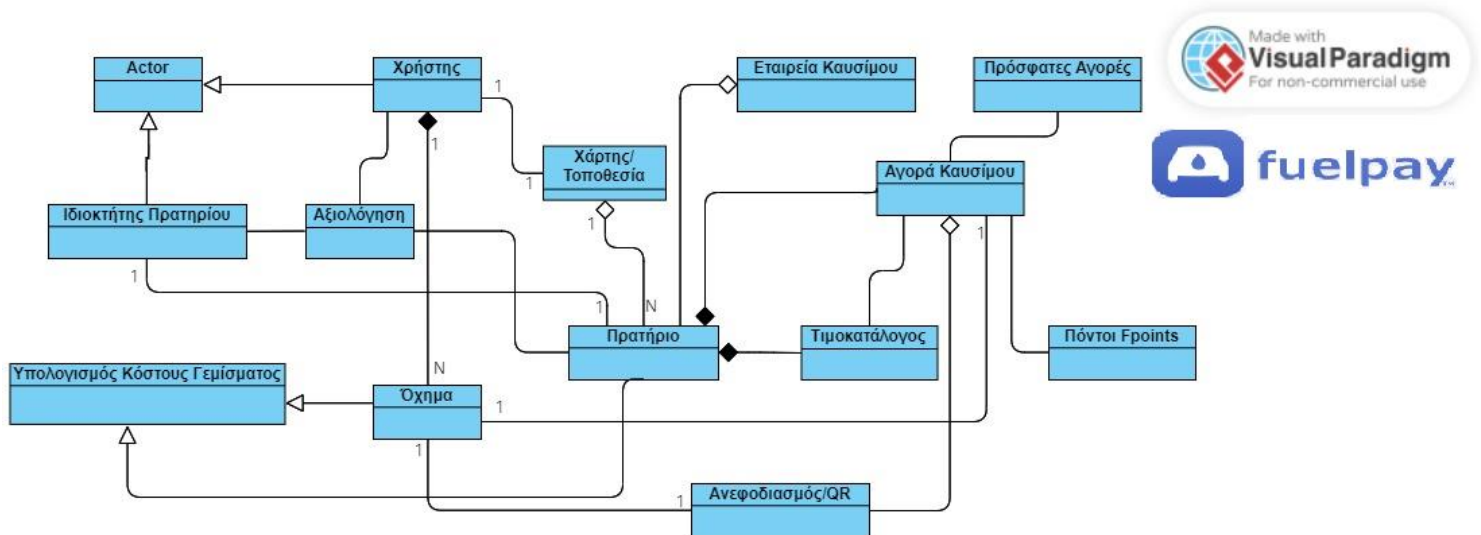 Made with
Visual Paradigm
For non-commercial use
Actor
Χρήστης
Εταιρεία Καυσίμου
Πρόσφατες Αγορές
1
1
fuelpay
TM
Χάρτης/
Τοποθεσία
Αγορά Καυσίμου
1
Ιδιοκτήτης Πρατηρίου
Αξιολόγηση
1
1
1
1
N
Πρατήριο
Τιμοκατάλογος
Πόντοι Fpoints
Υπολογισμός Κόστους Γεμίσματος
N
Όχημα
1
1
Ανεφοδιασμός/QR
1